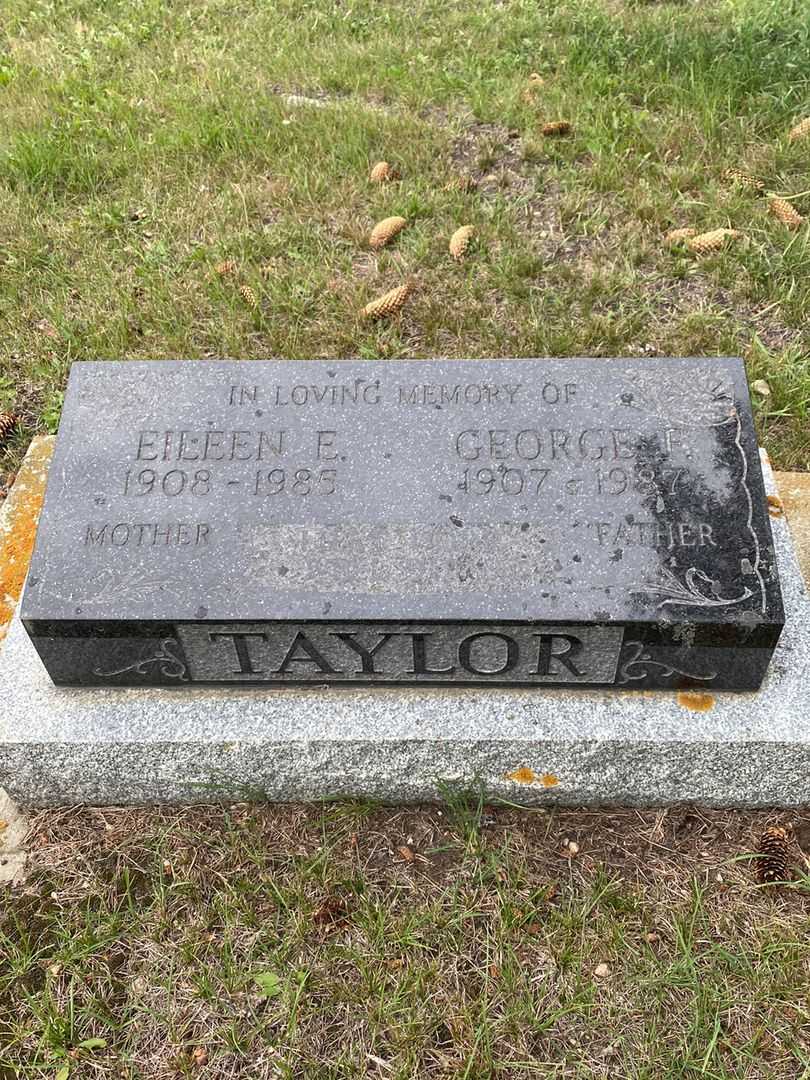 IN LOVING MEMORY OF
EILEEN E. GEORGE F.
1908 - 1985 1907 - 1987
MOTHER FATHER
TAYLOR